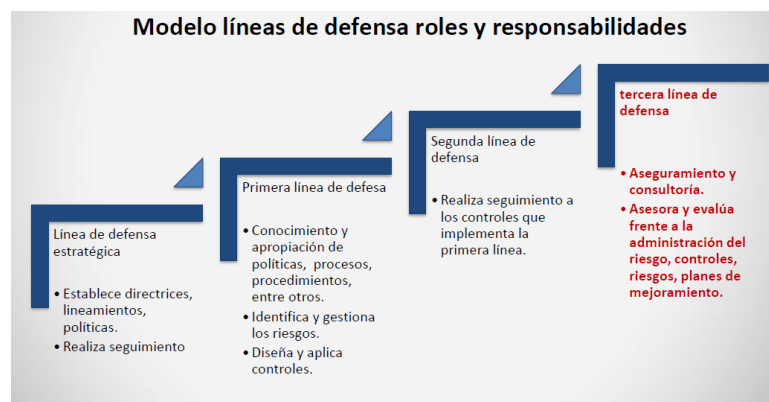 Modelo líneas de defensa roles y responsabilidades
Línea de defensa
estratégica
• Establece directrices,
lineamientos,
políticas.
• Realiza seguimiento
Primera línea de defesa
• Conocimiento y
apropiación de
políticas, procesos,
procedimientos,
entre otros.
• Identifica y gestiona
los riesgos.
• Diseña y aplica
controles.
Segunda línea de
defensa
• Realiza seguimiento a
los controles que
implementa la
primera línea.
tercera línea de
defensa
• Aseguramiento y
consultoría.
• Asesora y evalúa
frente a la
administración del
riesgo, controles,
riesgos, planes de
mejoramiento.